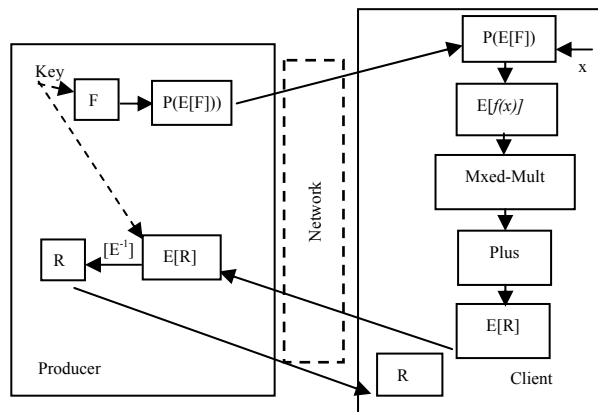 Key
F
P(E[F]))
[E⁻¹]
R
E[R]
Producer
Network
P(E[F])
x
E[f(x)]
Mxed-Mult
Plus
E[R]
R
Client